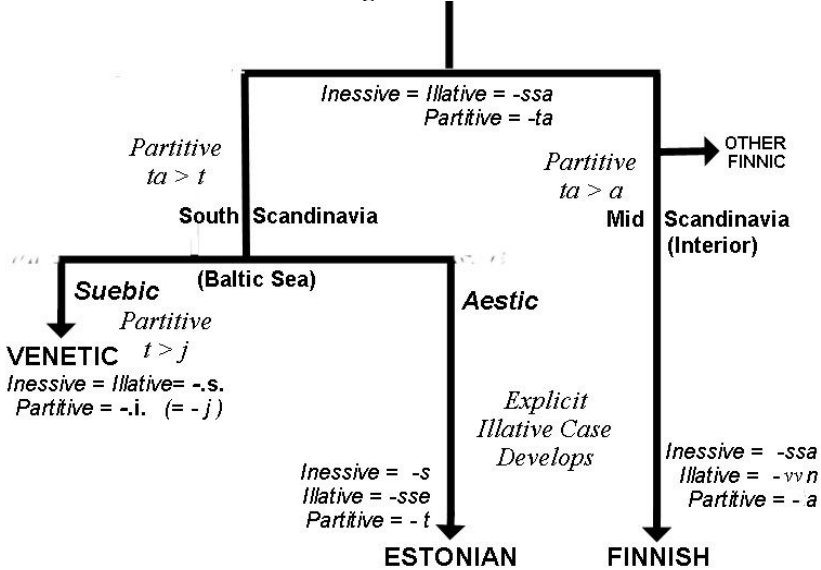 Inessive = Illative = -ssa
Partitive = -ta
OTHER
FINNIC
Partitive
ta > t
Partitive
ta > a
South Scandinavia
Mid Scandinavia
(Interior)
(Baltic Sea)
Suebic
Aestic
Partitive
t > j
VENETIC
Inessive = Illative= -.s.
Partitive = -.i. (= - j )
Explicit
Illative Case
Develops
Inessive = -s
Illative = -sse
Partitive = - t
Inessive = -ssa
Illative = - vv n
Partitive = - a
ESTONIAN
FINNISH